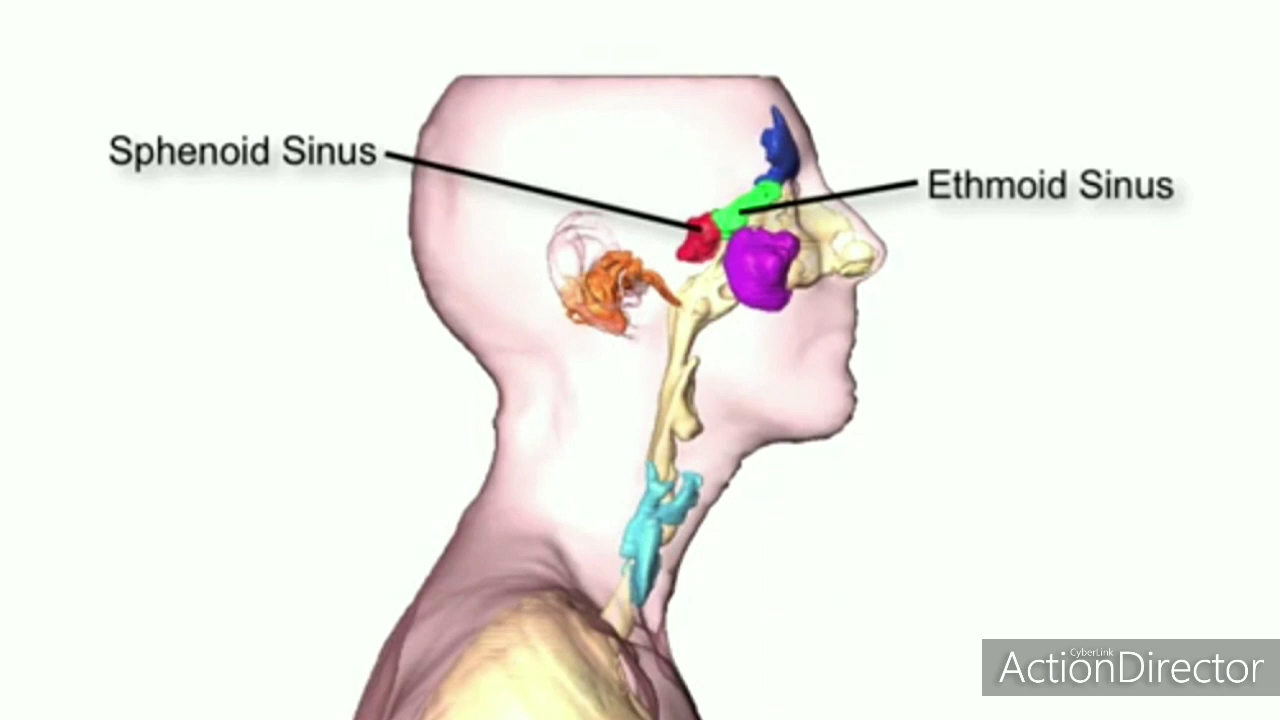 Sphenoid Sinus
Ethmoid Sinus
CyberLink
ActionDirector